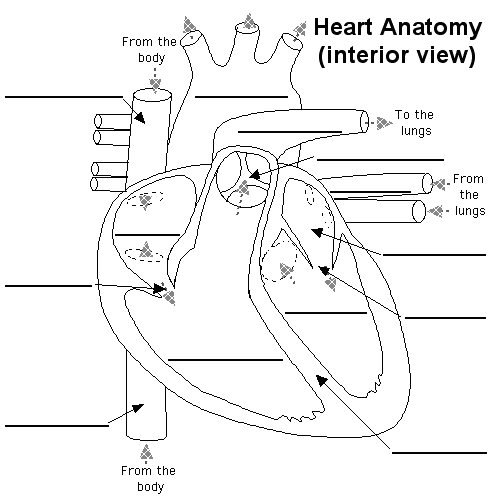 Heart Anatomy
(interior view)
From the
body
To the
lungs
From
the
lungs
From the
body